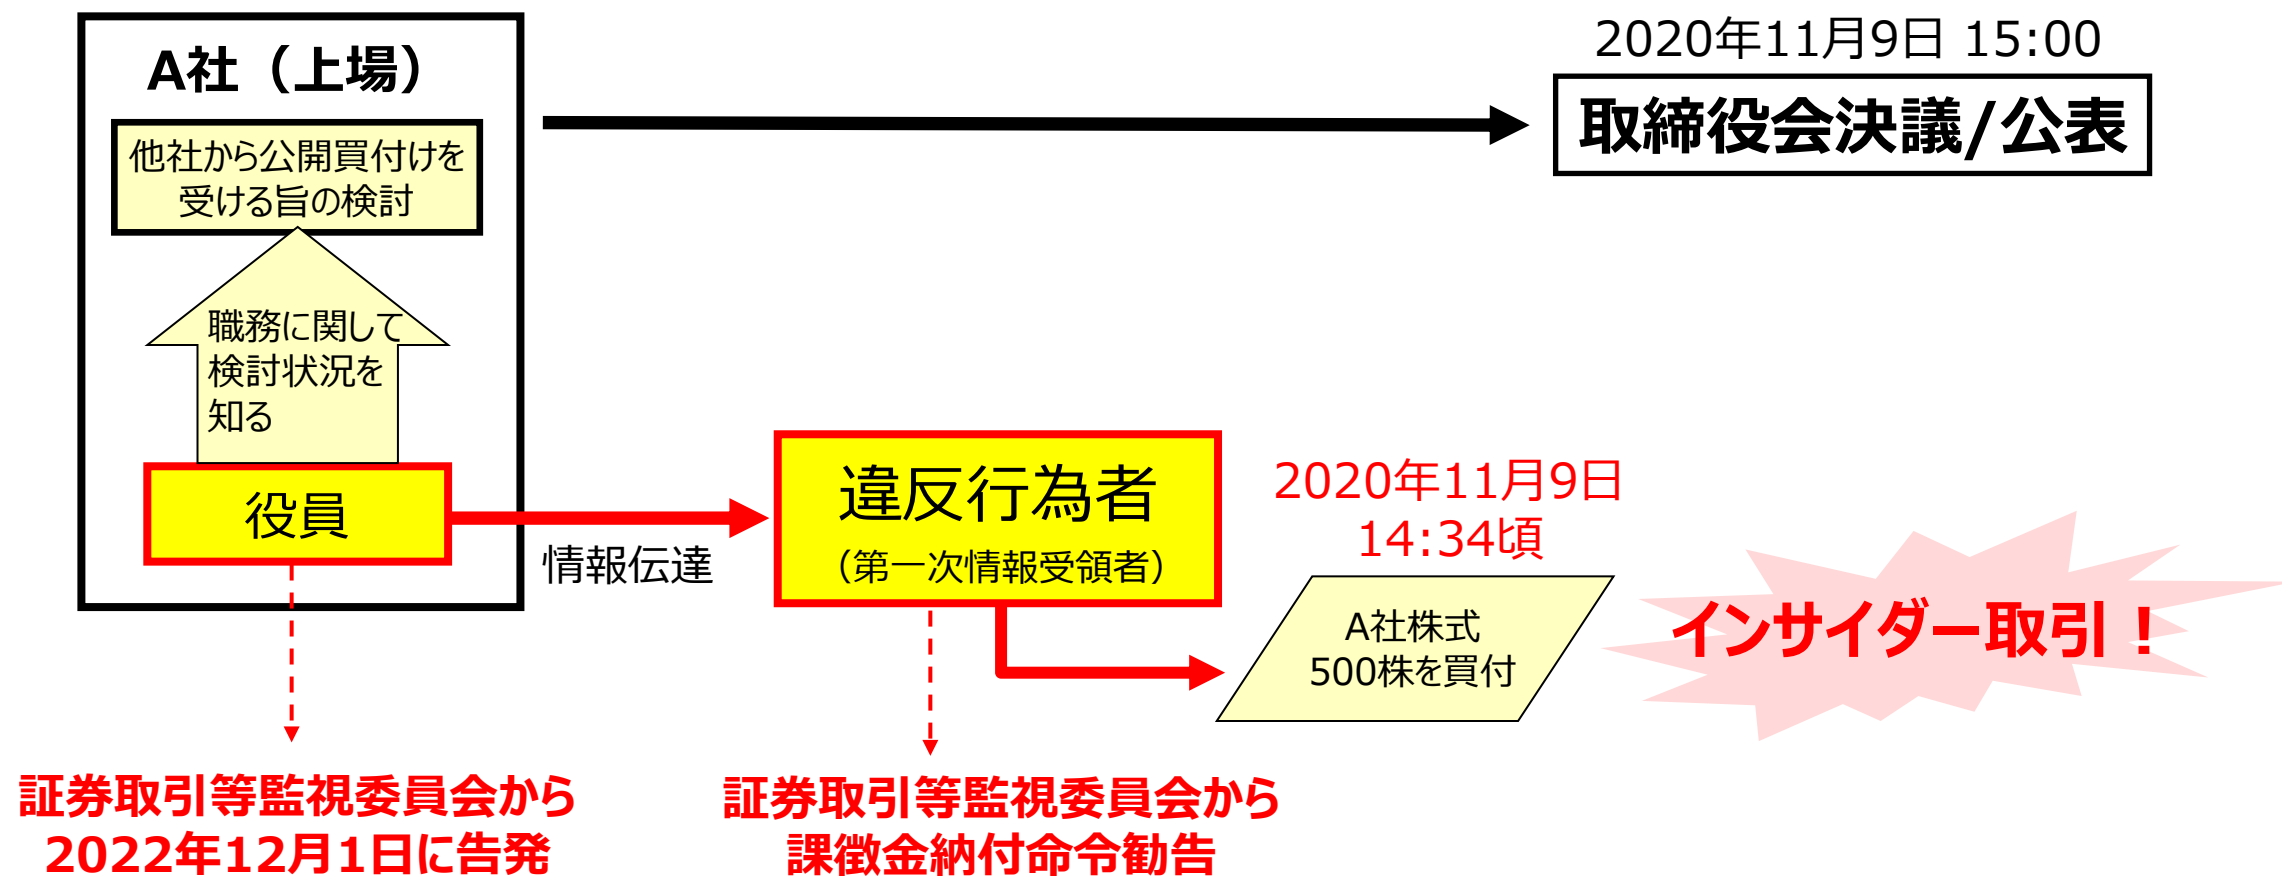 A社（上場）
他社から公開買付けを
受ける旨の検討
職務に関して
検討状況を
知る
役員
情報伝達
違反行為者
（第一次情報受領者）
2020年11月9日 15:00
取締役会決議/公表
2020年11月9日
14:34頃
A社株式
500株を買付
インサイダー取引！
証券取引等監視委員会から
2022年12月1日に告発
証券取引等監視委員会から
課徴金納付命令勧告